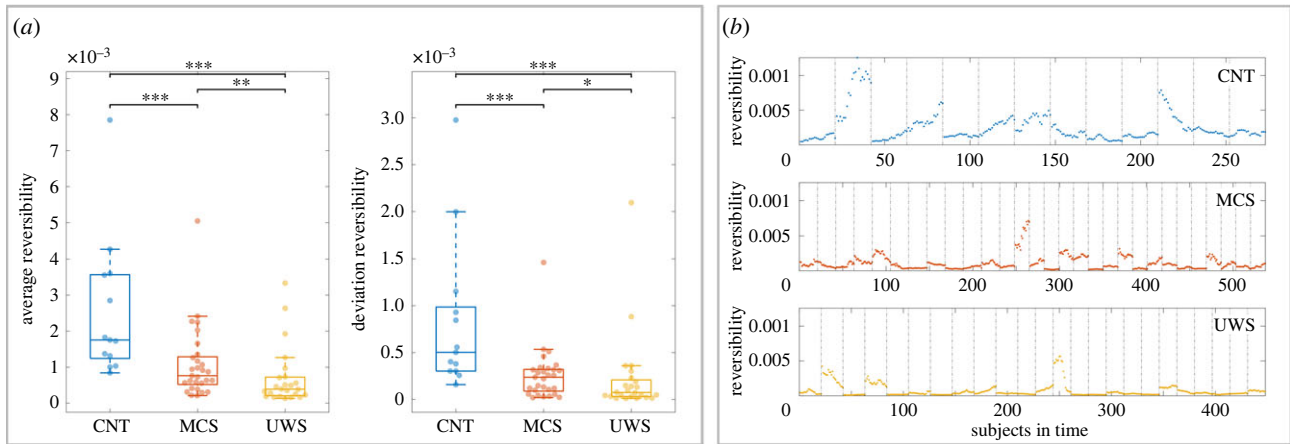 (a)
×10⁻³
9
8
7
6
5
4
3
2
1
0
average reversibility
***
***
**
CNT MCS UWS
×10⁻³
3.0
2.5
2.0
1.5
1.0
0.5
0
deviation reversibility
***
***
*
CNT MCS UWS
(b)
reversibility
0.001
0.005
CNT
0 50 100 150 200 250
reversibility
0.001
0.005
MCS
0 100 200 300 400 500
reversibility
0.001
0.005
UWS
0 100 200 300 400
subjects in time